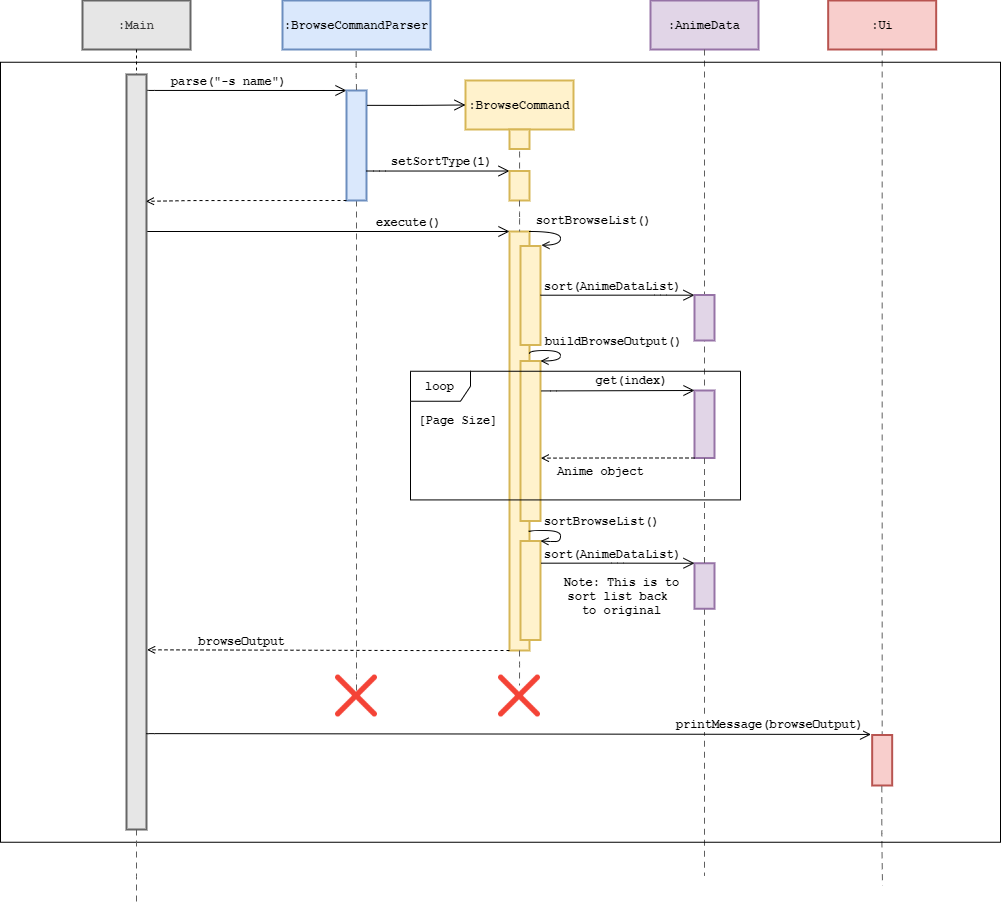 :Main
:BrowseCommandParser
:AnimeData
:Ui
parse("-s name")
:BrowseCommand
setSortType(1)
execute()
sortBrowseList()
sort(AnimeDataList)
buildBrowseOutput()
loop
get(index)
[Page Size]
Anime object
sortBrowseList()
sort(AnimeDataList)
Note: This is to
sort list back
to original
browseOutput
printMessage(browseOutput)